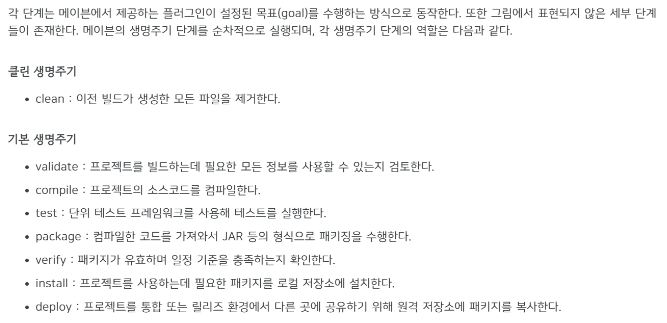 각 단계는 메이븐에서 제공하는 플러그인이 설정된 목표(goal)를 수행하는 방식으로 동작한다. 또한 그림에서 표현되지 않은 세부 단계
들이 존재한다. 메이븐의 생명주기 단계를 순차적으로 실행되며, 각 생명주기 단계의 역할은 다음과 같다.
클린 생명주기
• clean : 이전 빌드가 생성한 모든 파일을 제거한다.
기본 생명주기
• validate : 프로젝트를 빌드하는데 필요한 모든 정보를 사용할 수 있는지 검토한다.
• compile : 프로젝트의 소스코드를 컴파일한다.
• test : 단위 테스트 프레임워크를 사용해 테스트를 실행한다.
• package : 컴파일한 코드를 가져와서 JAR 등의 형식으로 패키징을 수행한다.
• verify : 패키지가 유효하며 일정 기준을 충족하는지 확인한다.
• install : 프로젝트를 사용하는데 필요한 패키지를 로컬 저장소에 설치한다.
• deploy : 프로젝트를 통합 또는 릴리즈 환경에서 다른 곳에 공유하기 위해 원격 저장소에 패키지를 복사한다.